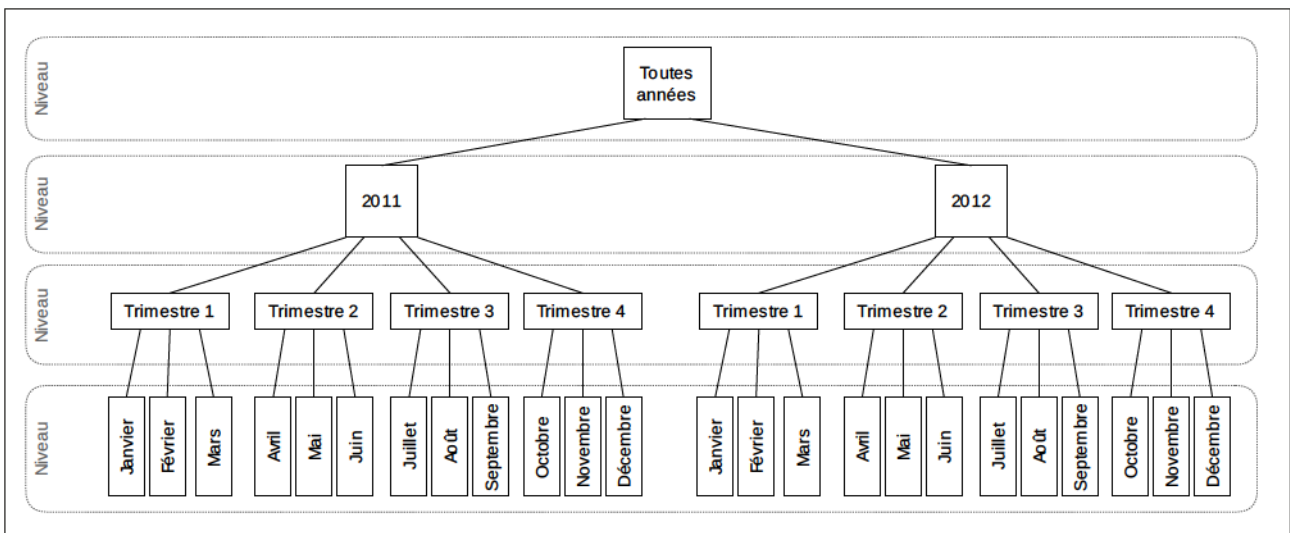 Niveau
Toutes
années
Niveau
2011
2012
Niveau
Trimestre 1
Trimestre 2
Trimestre 3
Trimestre 4
Trimestre 1
Trimestre 2
Trimestre 3
Trimestre 4
Niveau
Janvier
Février
Mars
Avril
Mai
Juin
Juillet
Août
Septembre
Octobre
Novembre
Décembre
Janvier
Février
Mars
Avril
Mai
Juin
Juillet
Août
Septembre
Octobre
Novembre
Décembre